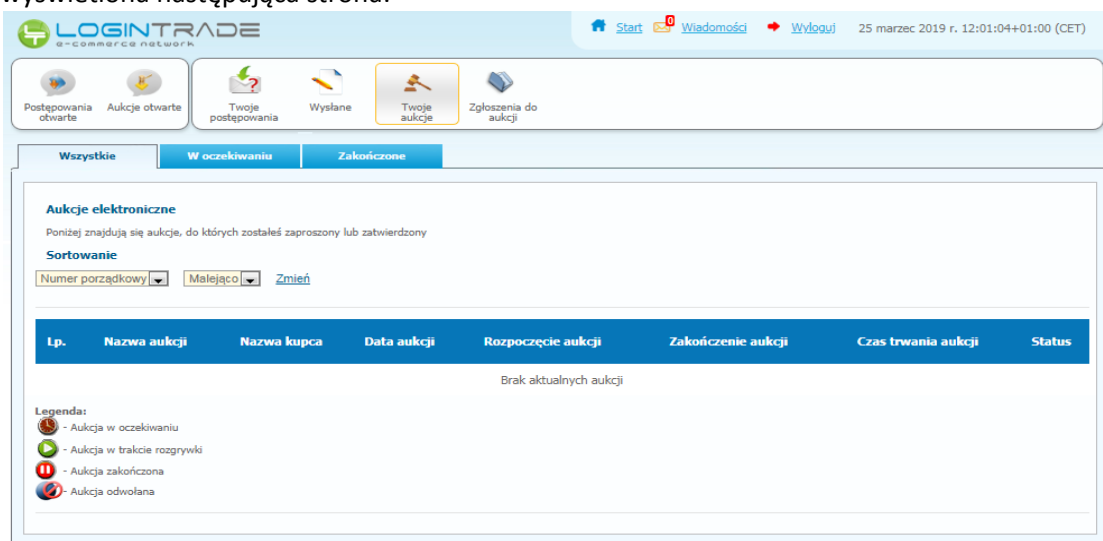 wyświetlona następująca strona:
LOGINTRADE
e-commerce network
Start 0 Wiadomości Wyloguj 25 marzec 2019 r. 12:01:04+01:00 (CET)
Postępowania otwarte
Aukcje otwarte
Twoje postępowania
Wysłane
Twoje aukcje
Zgłoszenia do aukcji
Wszystkie W oczekiwaniu Zakończone
Aukcje elektroniczne
Poniżej znajdują się aukcje, do których zostałeś zaproszony lub zatwierdzony
Sortowanie
Numer porządkowy Malejąco Zmień
Lp. Nazwa aukcji Nazwa kupca Data aukcji Rozpoczęcie aukcji Zakończenie aukcji Czas trwania aukcji Status
Brak aktualnych aukcji
Legenda:
- Aukcja w oczekiwaniu
- Aukcja w trakcie rozgrywki
- Aukcja zakończona
- Aukcja odwołana